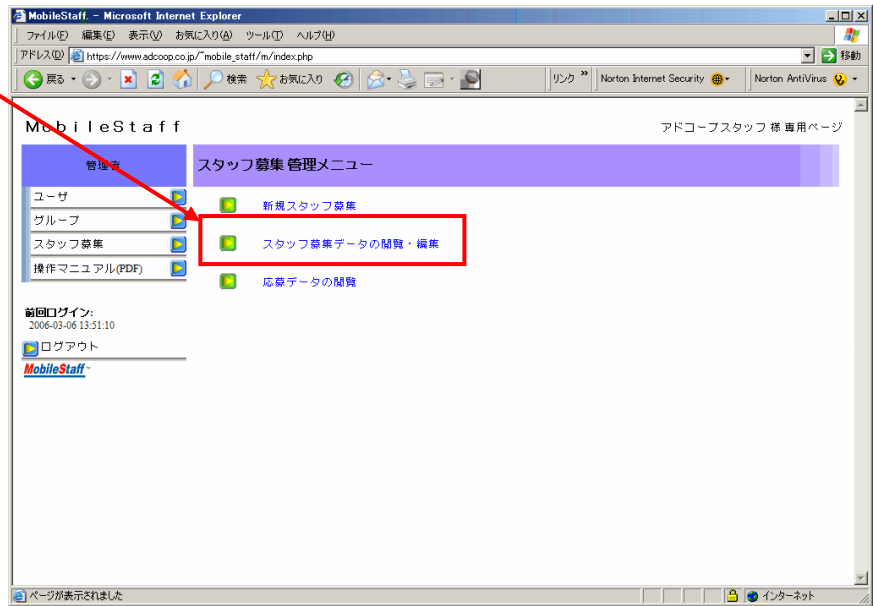 MobileStaff. - Microsoft Internet Explorer
ファイル(F) 編集(E) 表示(V) お気に入り(A) ツール(T) ヘルプ(H)
アドレス(D) https://www.adcoop.co.jp/~mobile_staff/m/index.php 移動
戻る 検索 お気に入り リンク » Norton Internet Security Norton AntiVirus
MobileStaff アドコープスタッフ 様 専用ページ
管理者 スタッフ募集 管理メニュー
ユーザ
新規スタッフ募集
グループ
スタッフ募集 スタッフ募集データの閲覧・編集
操作マニュアル(PDF)
応募データの閲覧
前回ログイン:
2006-03-06 13:51:10
ログアウト
MobileStaff
ページが表示されました インターネット